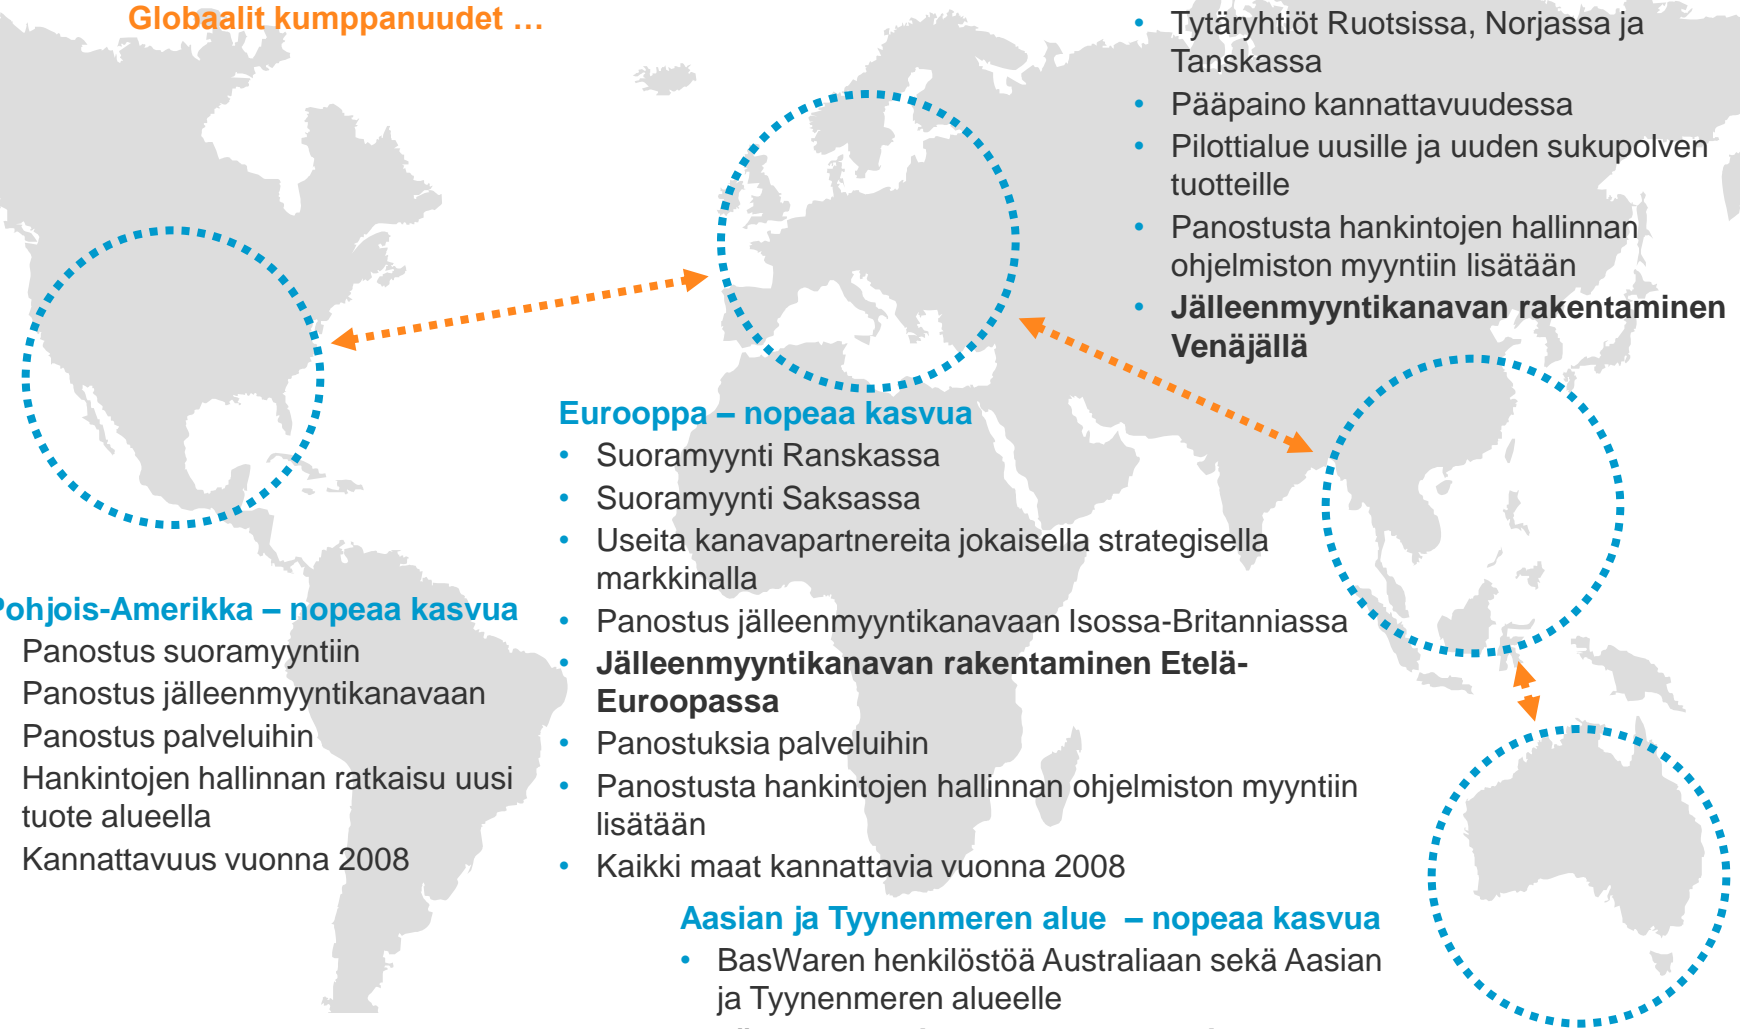 Globaalit kumppanuudet …
• Tytäryhtiöt Ruotsissa, Norjassa ja
Tanskassa
• Pääpaino kannattavuudessa
• Pilottialue uusille ja uuden sukupolven
tuotteille
• Panostusta hankintojen hallinnan
ohjelmiston myyntiin lisätään
• Jälleenmyyntikanavan rakentaminen
Venäjällä
Eurooppa – nopeaa kasvua
• Suoramyynti Ranskassa
• Suoramyynti Saksassa
• Useita kanavapartnereita jokaisella strategisella
markkinalla
• Panostus jälleenmyyntikanavaan Isossa-Britanniassa
• Jälleenmyyntikanavan rakentaminen Etelä-
Euroopassa
• Panostuksia palveluihin
• Panostusta hankintojen hallinnan ohjelmiston myyntiin
lisätään
• Kaikki maat kannattavia vuonna 2008
Pohjois-Amerikka – nopeaa kasvua
Panostus suoramyyntiin
Panostus jälleenmyyntikanavaan
Panostus palveluihin
Hankintojen hallinnan ratkaisu uusi
tuote alueella
Kannattavuus vuonna 2008
Aasian ja Tyynenmeren alue – nopeaa kasvua
• BasWaren henkilöstöä Australiaan sekä Aasian
ja Tyynenmeren alueelle